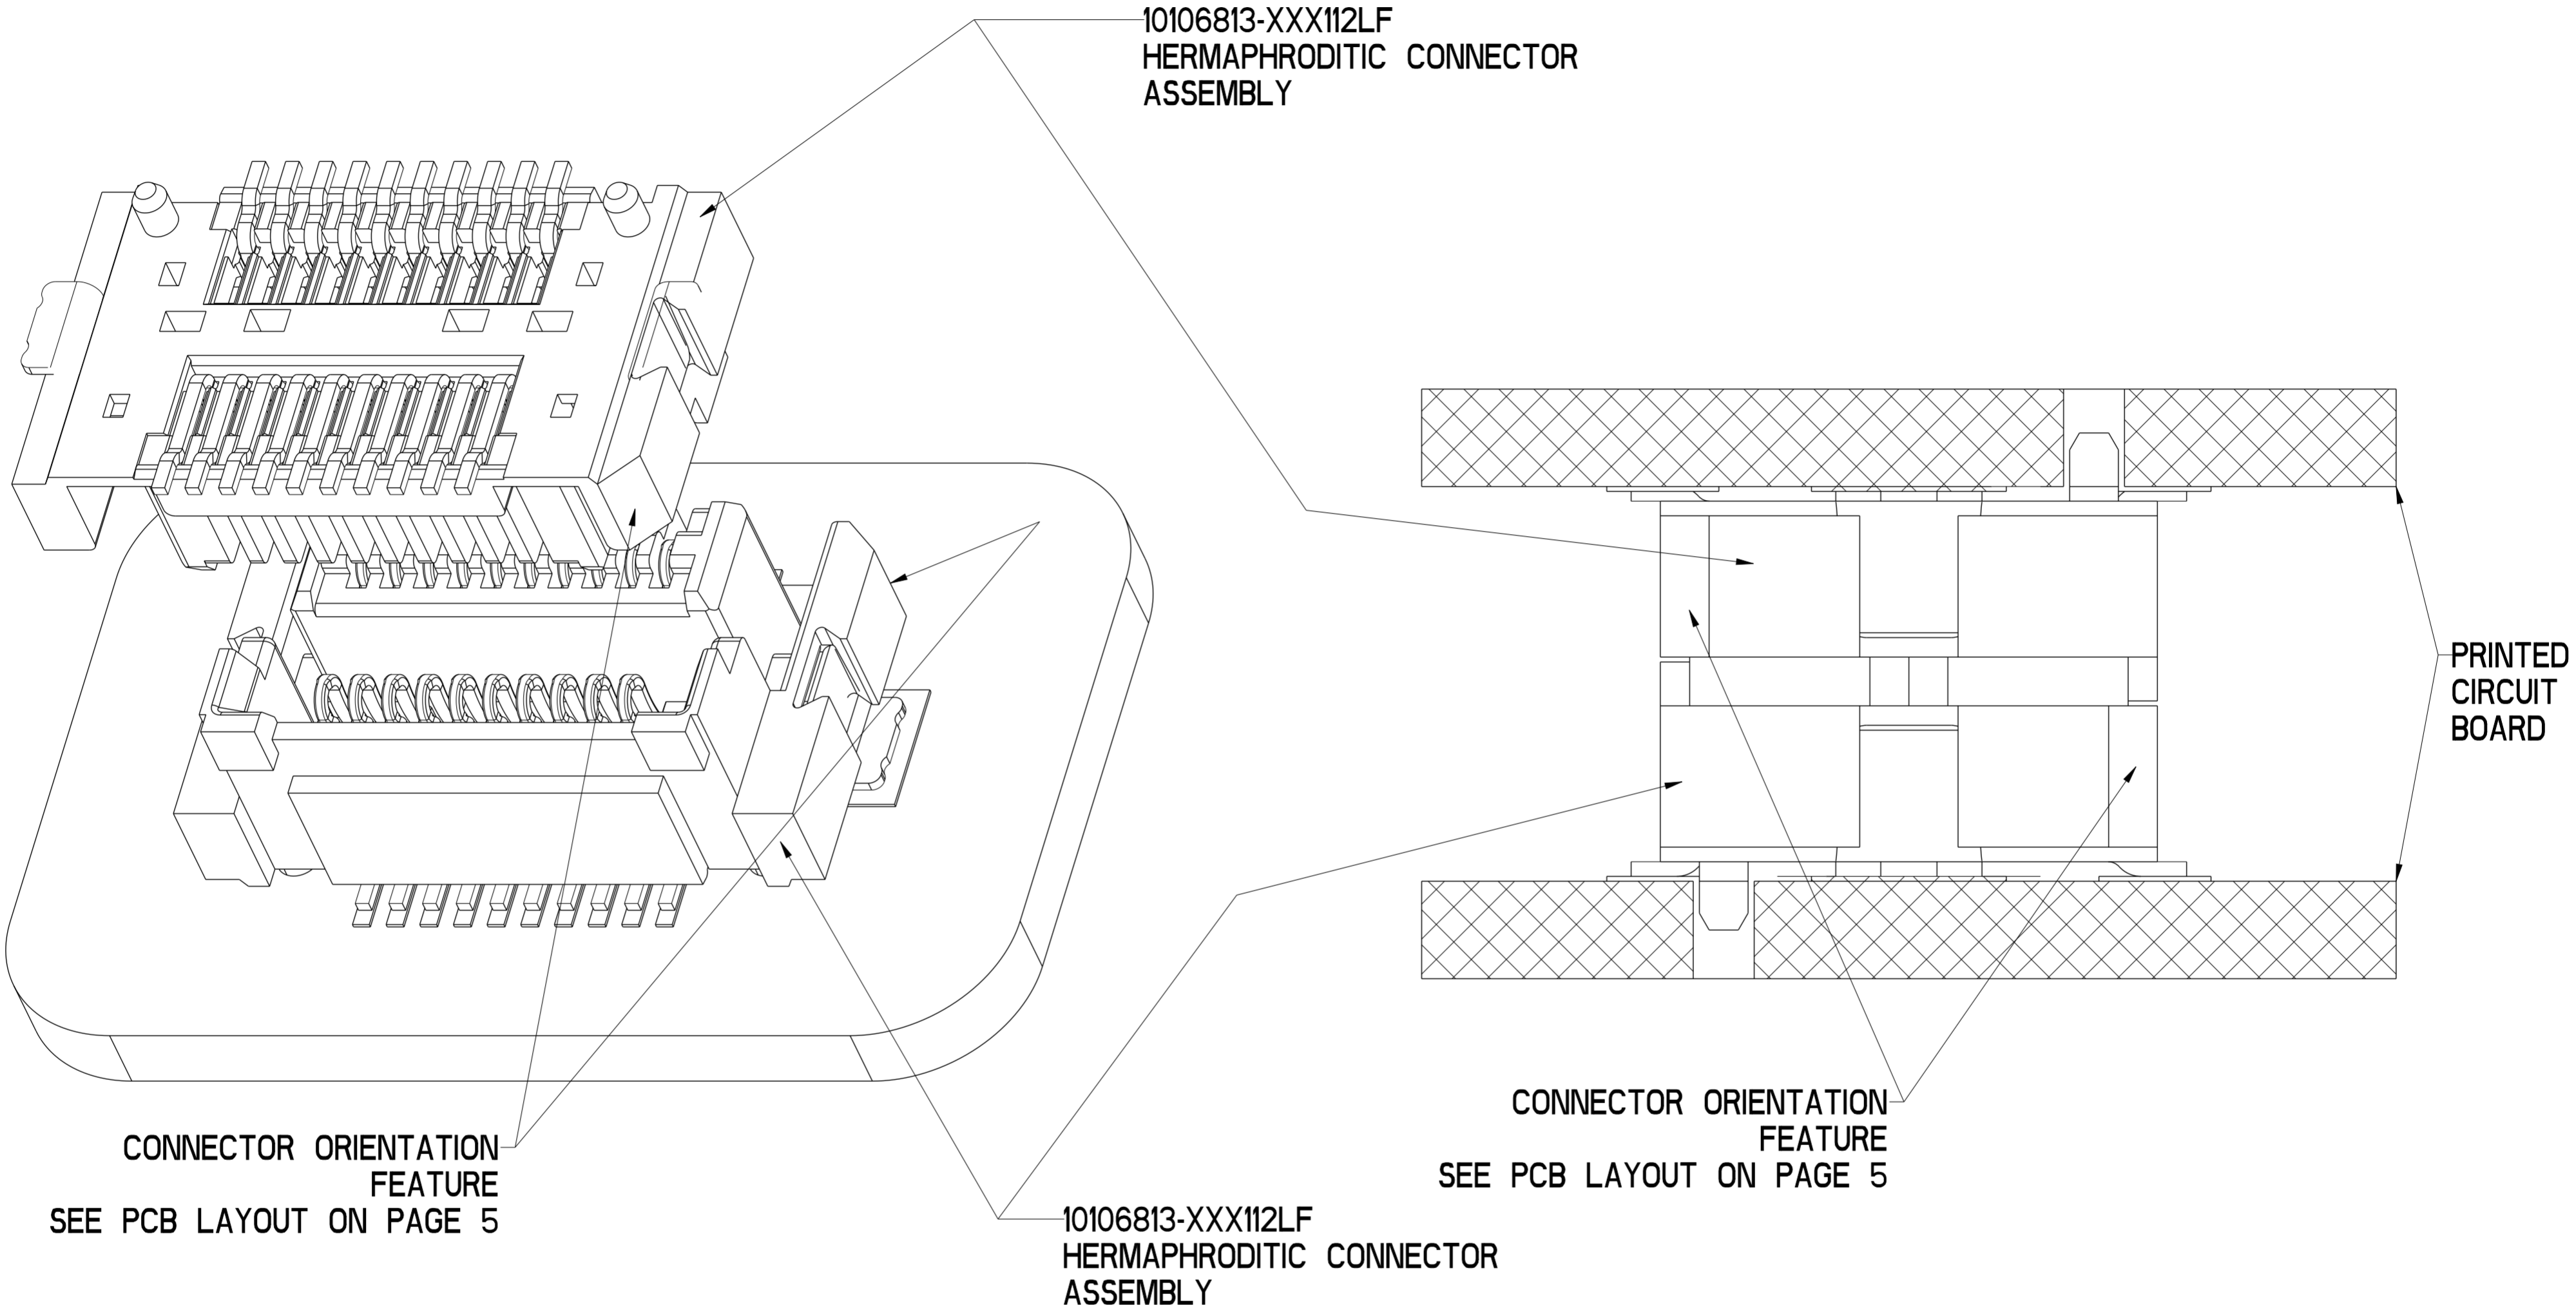 10106813-XXX112LF
HERMAPHRODITIC CONNECTOR
ASSEMBLY
PRINTED
CIRCUIT
BOARD
CONNECTOR ORIENTATION
FEATURE
SEE PCB LAYOUT ON PAGE 5
CONNECTOR ORIENTATION
FEATURE
SEE PCB LAYOUT ON PAGE 5
10106813-XXX112LF
HERMAPHRODITIC CONNECTOR
ASSEMBLY